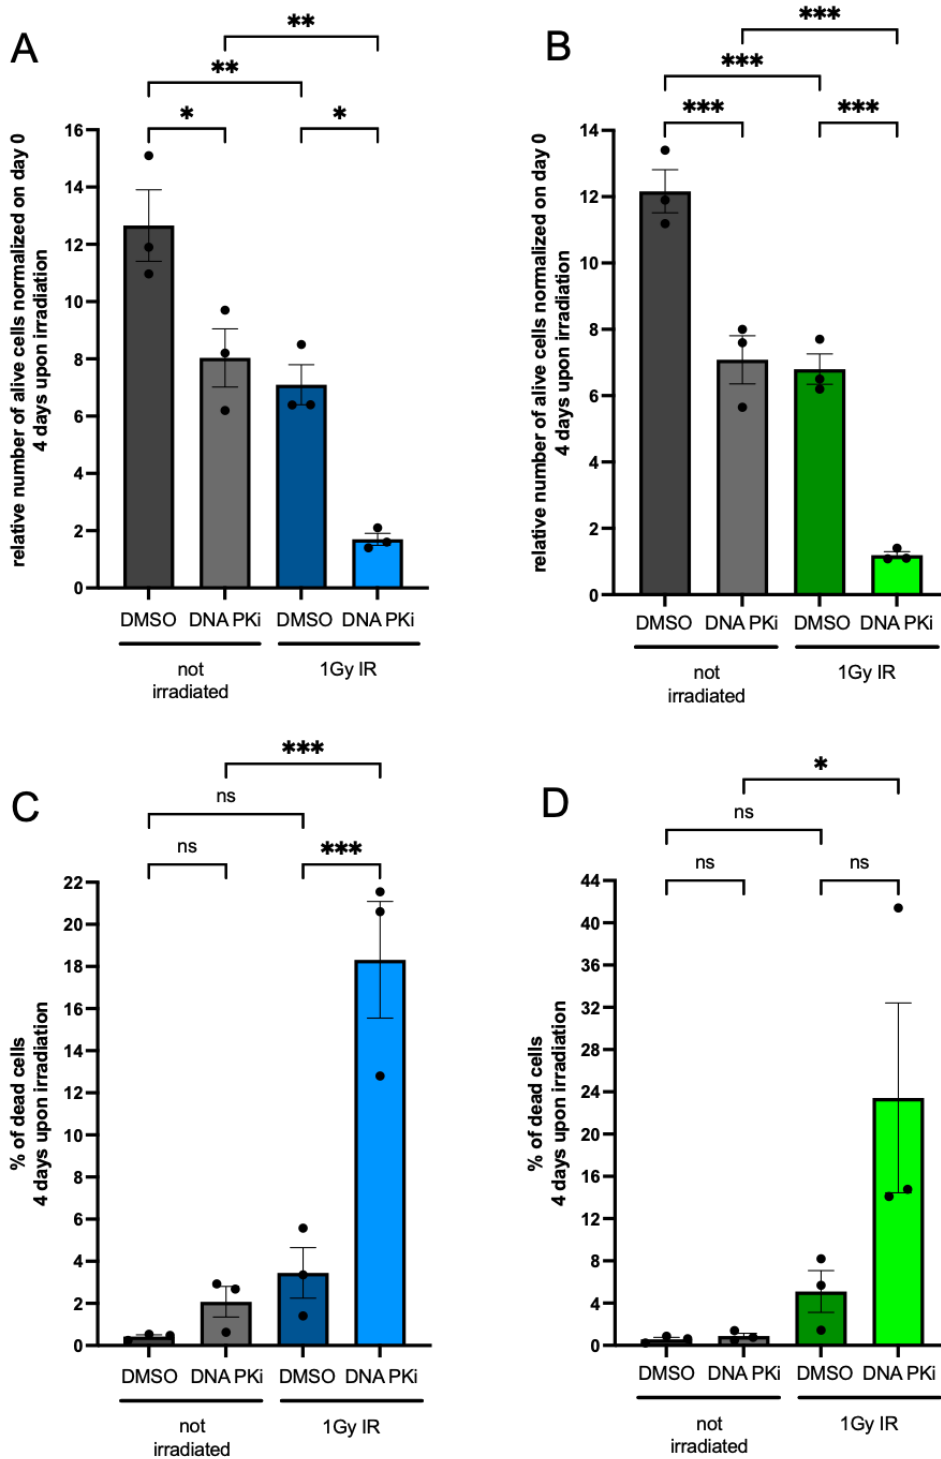 A
**
**
*
*
relative number of alive cells normalized on day 0
4 days upon irradiation
16
14
12
10
8
6
4
2
0
DMSO DNA PKi DMSO DNA PKi
not
irradiated
1Gy IR
B
***
***
***
***
relative number of alive cells normalized on day 0
4 days upon irradiation
14
12
10
8
6
4
2
0
DMSO DNA PKi DMSO DNA PKi
not
irradiated
1Gy IR
C
***
ns
ns
***
% of dead cells
4 days upon irradiation
22
20
18
16
14
12
10
8
6
4
2
0
DMSO DNA PKi DMSO DNA PKi
not
irradiated
1Gy IR
D
*
ns
ns
ns
% of dead cells
4 days upon irradiation
44
40
36
32
28
24
20
16
12
8
4
0
DMSO DNA PKi DMSO DNA PKi
not
irradiated
1Gy IR